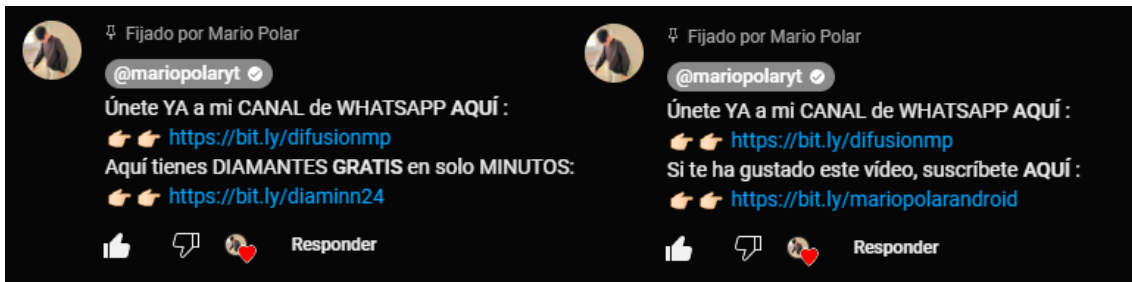 Fijado por Mario Polar
@mariopolaryt
Únete YA a mi CANAL de WHATSAPP AQUÍ :
👉🏻 👉🏻 https://bit.ly/difusionmp
Aquí tienes DIAMANTES GRATIS en solo MINUTOS:
👉🏻 👉🏻 https://bit.ly/diaminn24
Responder
Fijado por Mario Polar
@mariopolaryt
Únete YA a mi CANAL de WHATSAPP AQUÍ :
👉🏻 👉🏻 https://bit.ly/difusionmp
Si te ha gustado este vídeo, suscríbete AQUÍ :
👉🏻 👉🏻 https://bit.ly/mariopolarandroid
Responder